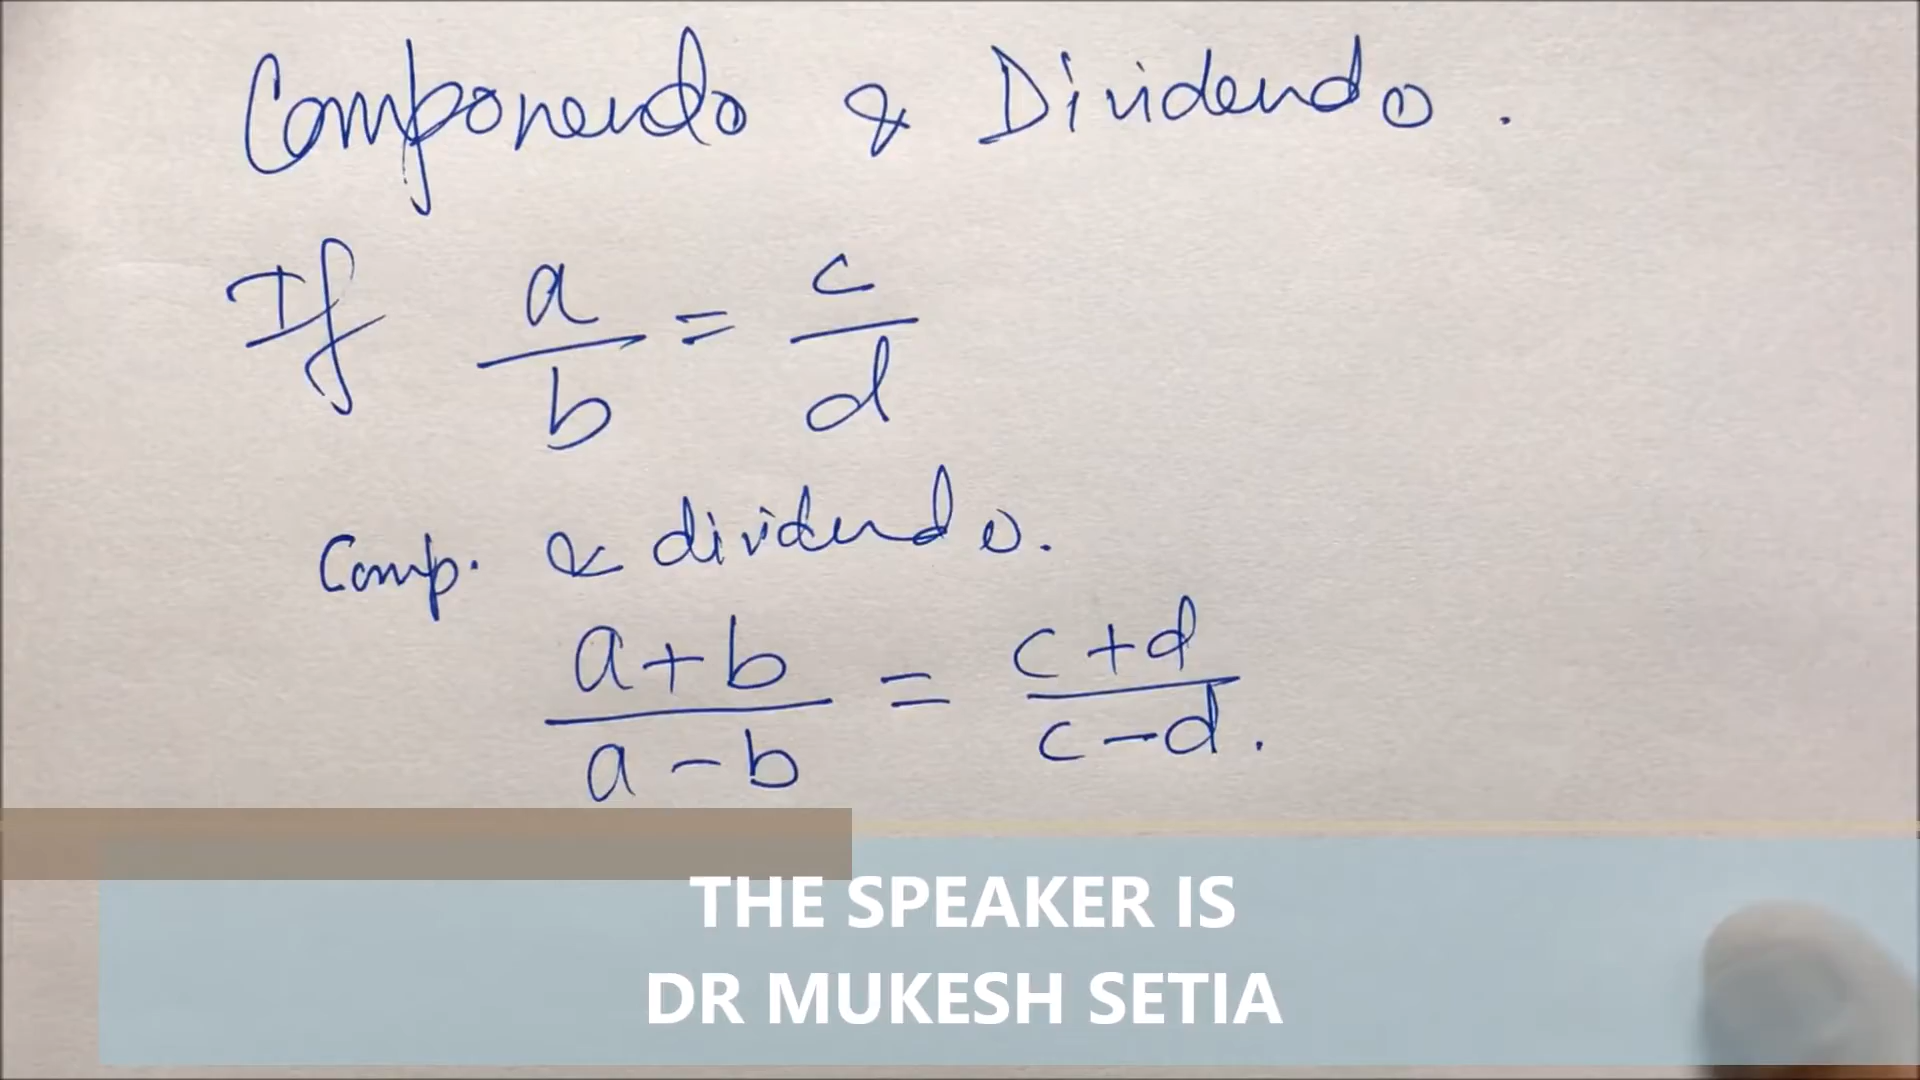 Componendo & Dividendo.
If a/b = c/d
Comp. & dividendo.
a+b/a-b = c+d/c-d.
THE SPEAKER IS
DR MUKESH SETIA